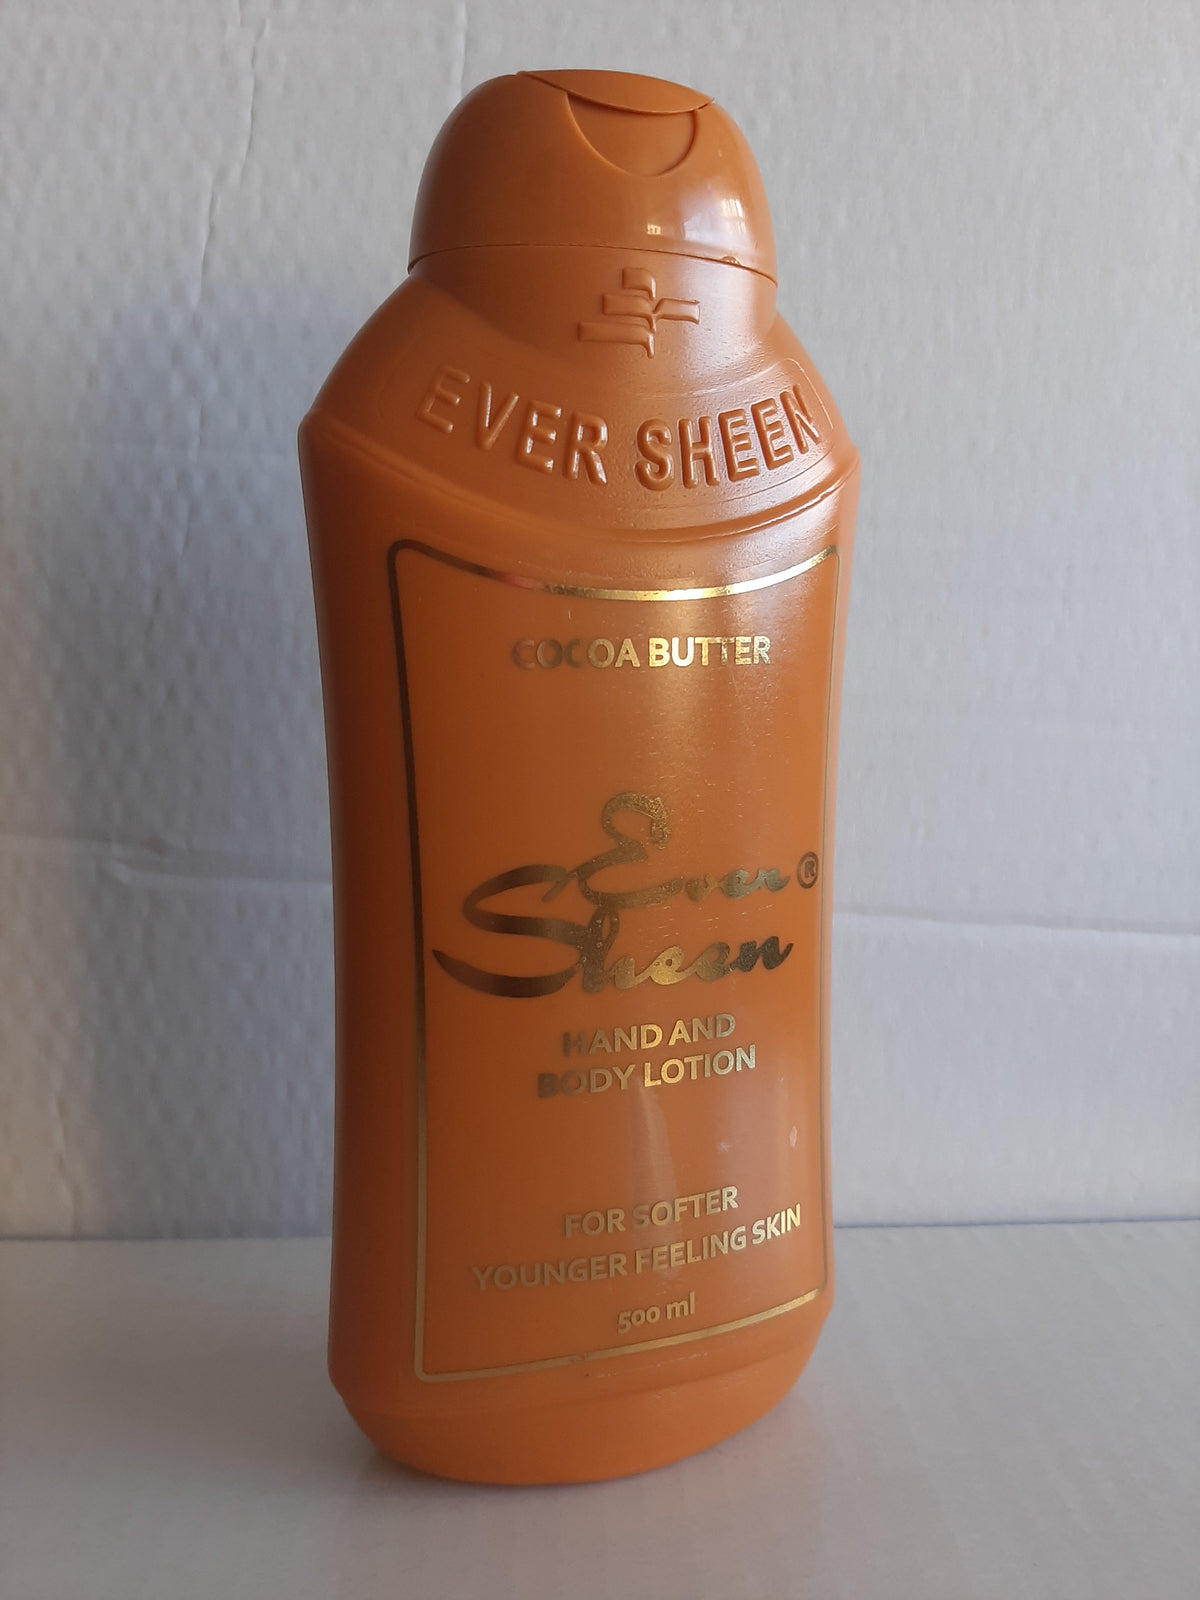 EVER SHEEN
COCOA BUTTER
Ever ®
Sheen
HAND AND
BODY LOTION
FOR SOFTER
YOUNGER FEELING SKIN
500 ml